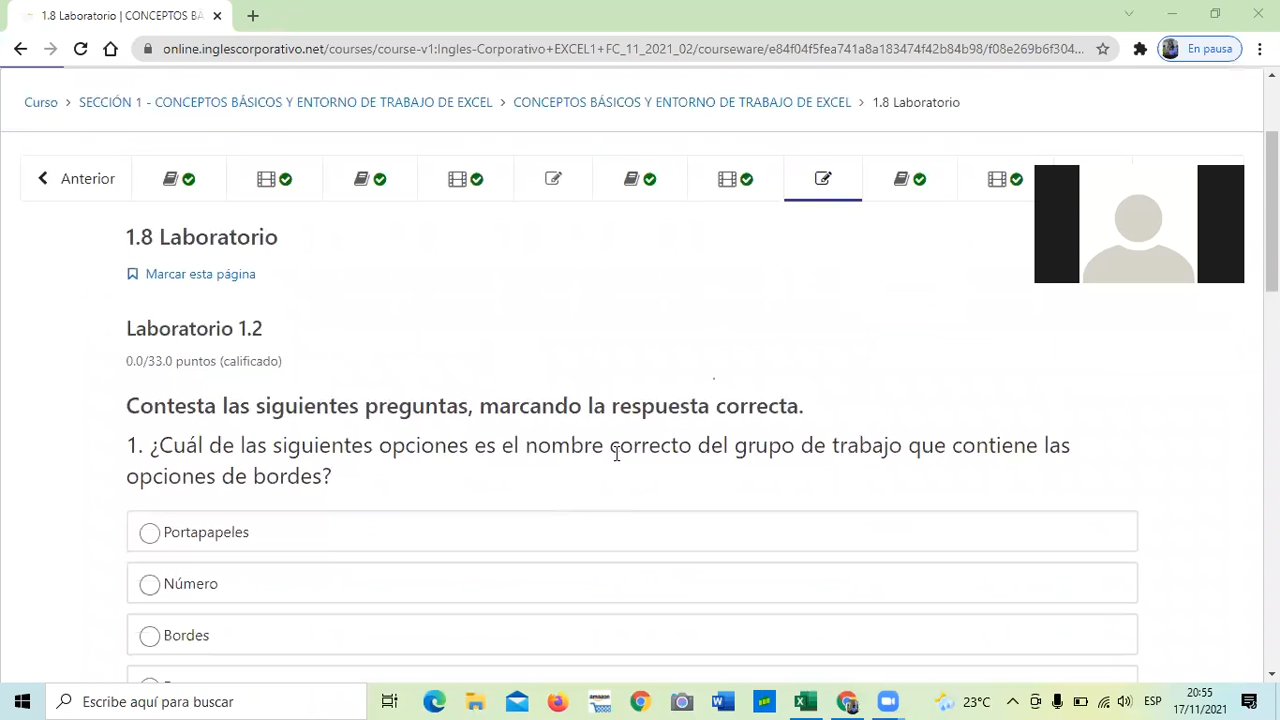 1.8 Laboratorio | CONCEPTOS BÁ
online.inglescorporativo.net/courses/course-v1:Ingles-Corporativo+EXCEL1+FC_11_2021_02/courseware/e84f06f5fea741a8a183474f42b84b98/f08e269b6f304...
En pausa
Curso > SECCIÓN 1 - CONCEPTOS BÁSICOS Y ENTORNO DE TRABAJO DE EXCEL > CONCEPTOS BÁSICOS Y ENTORNO DE TRABAJO DE EXCEL > 1.8 Laboratorio
Anterior
1.8 Laboratorio
Marcar esta página
Laboratorio 1.2
0.0/33.0 puntos (calificado)
Contesta las siguientes preguntas, marcando la respuesta correcta.
1. ¿Cuál de las siguientes opciones es el nombre correcto del grupo de trabajo que contiene las
opciones de bordes?
Portapapeles
Número
Bordes
Escribe aquí para buscar
23°C
ESP
20:55
17/11/2021